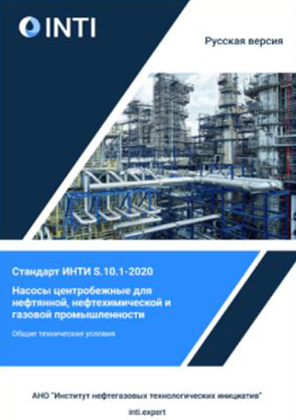 INTI
Русская версия
Стандарт ИНТИ S.10.1-2020
Насосы центробежные для
нефтянной, нефтехимической и
газовой промышленности
Общие технические условия
АНО "Институт нефтегазовых технологических инициатив"
inti.expert